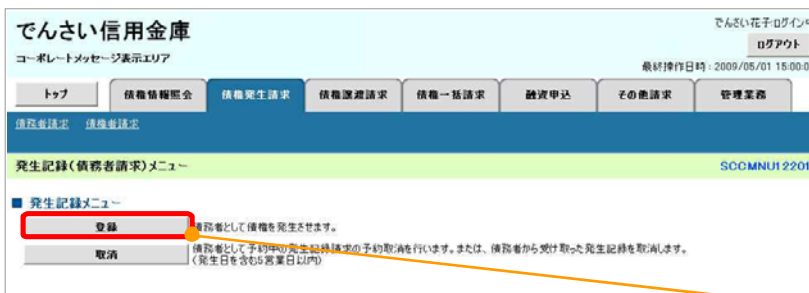 でんさい信用金庫
コーポレートメッセージ表示エリア
でんさい花子:ログイン中
ログアウト
最終操作日時:2009/05/01 15:00:0
トップ 債権情報照会 債権発生請求 債権譲渡請求 債権一括請求 融資申込 その他請求 管理業務
債務者請求 債権者請求
発生記録(債務者請求)メニュー SCCMNU12201
■ 発生記録メニュー
登録 債務者として債権を発生させます。
取消 債務者として予約中の発生記録請求の予約取消を行います。または、債務者から受け取った発生記録を取消します。
(発生日を含む5営業日以内)